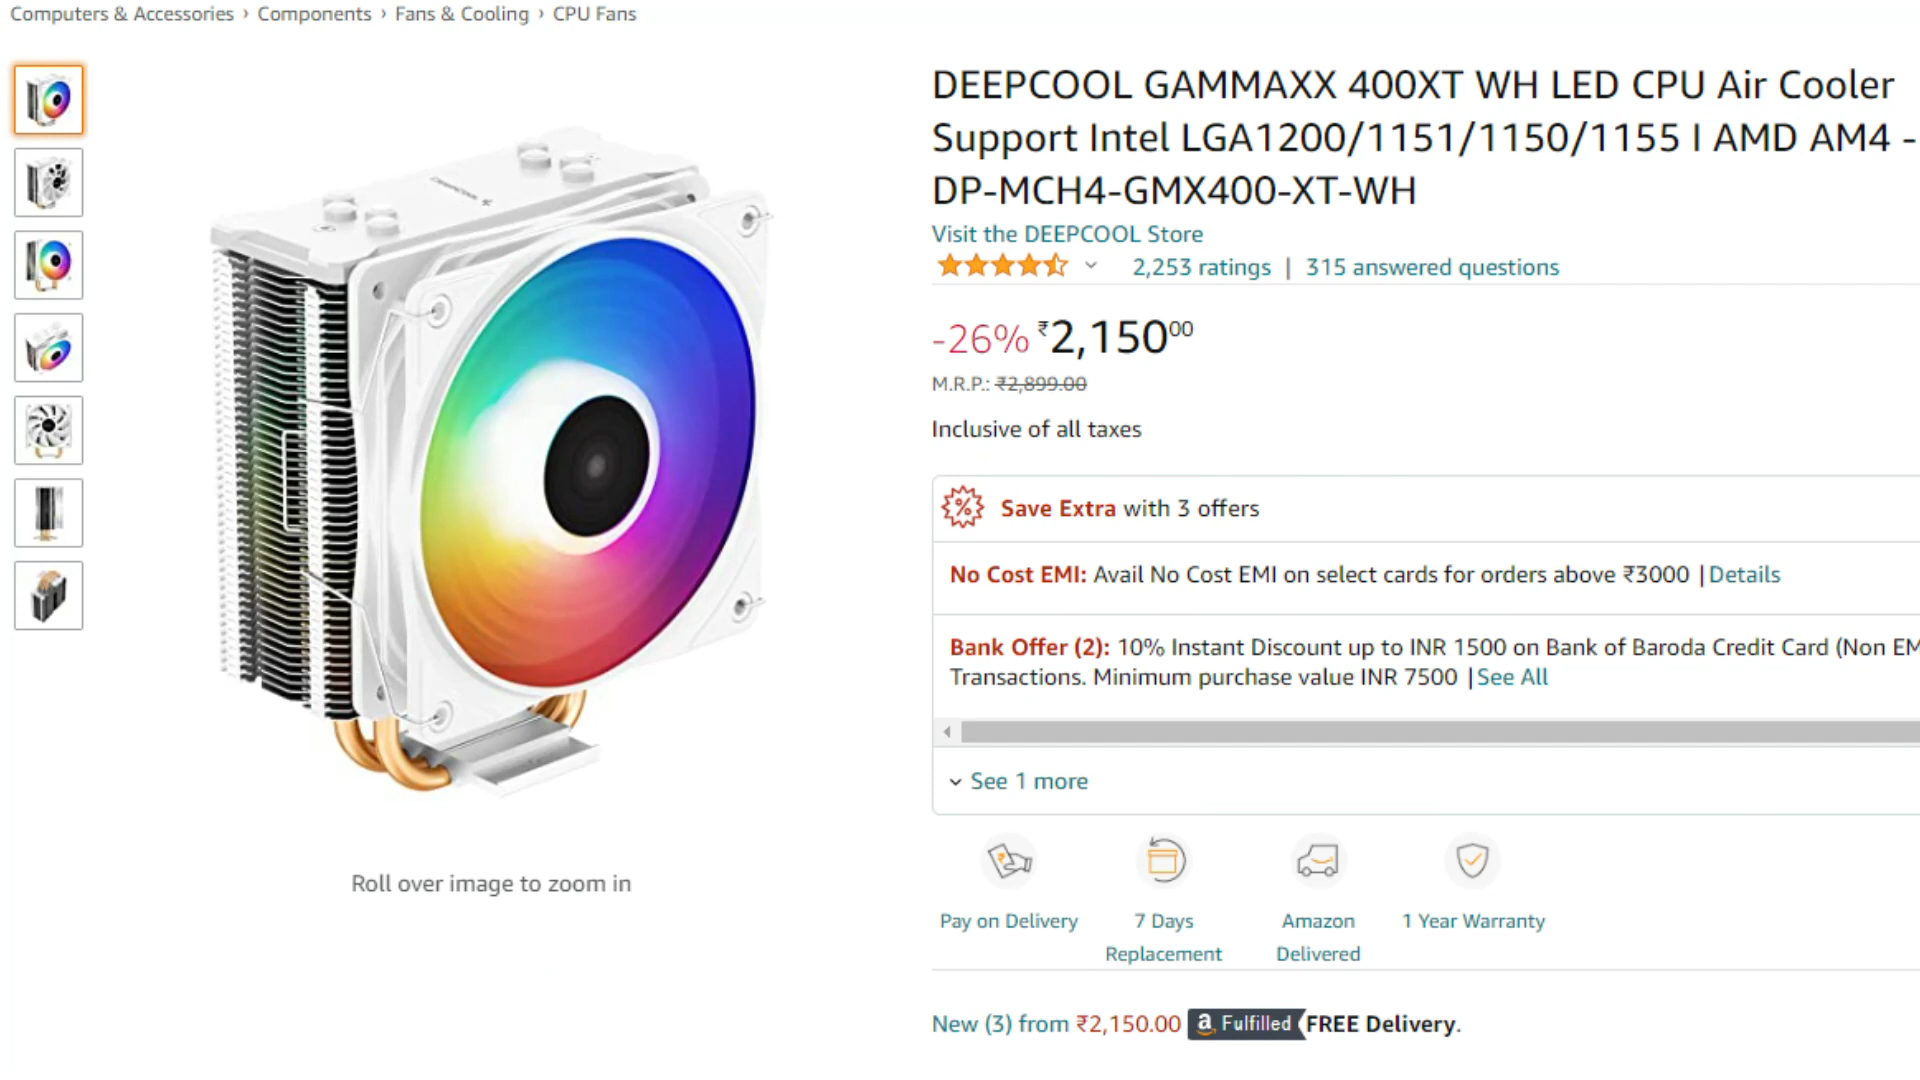 Computers & Accessories › Components › Fans & Cooling › CPU Fans
DEEPCOOL GAMMAXX 400XT WH LED CPU Air Cooler
Support Intel LGA1200/1151/1150/1155 I AMD AM4 -
DP-MCH4-GMX400-XT-WH
Visit the DEEPCOOL Store
2,253 ratings | 315 answered questions
-26% ₹2,15000
M.R.P.: ₹2,899.00
Inclusive of all taxes
Save Extra with 3 offers
No Cost EMI: Avail No Cost EMI on select cards for orders above ₹3000 | Details
Bank Offer (2): 10% Instant Discount up to INR 1500 on Bank of Baroda Credit Card (Non EM
Transactions. Minimum purchase value INR 7500 | See All
See 1 more
Pay on Delivery
7 Days
Replacement
Amazon
Delivered
1 Year Warranty
Roll over image to zoom in
New (3) from ₹2,150.00 a Fulfilled FREE Delivery.